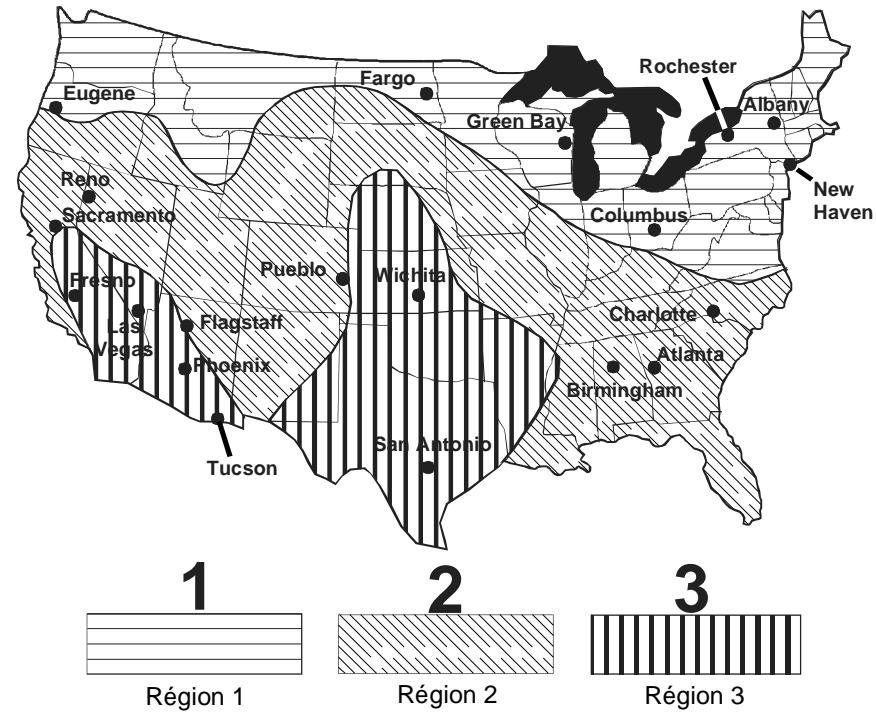 Rochester
Fargo
Eugene
Albany
Green Bay
Reno
New
Haven
Sacramento
Columbus
Pueblo
Wichita
Fresno
Charlotte
Las
Vegas
Flagstaff
Atlanta
Phoenix
Birmingham
San Antonio
Tucson
1
2
3
Région 1
Région 2
Région 3